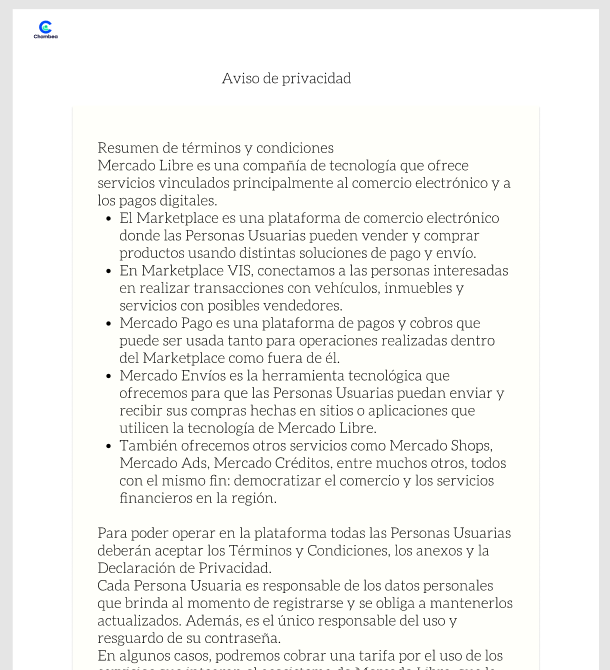 Chambea
Aviso de privacidad
Resumen de términos y condiciones
Mercado Libre es una compañía de tecnología que ofrece
servicios vinculados principalmente al comercio electrónico y a
los pagos digitales.
• El Marketplace es una plataforma de comercio electrónico
donde las Personas Usuarias pueden vender y comprar
productos usando distintas soluciones de pago y envío.
• En Marketplace VIS, conectamos a las personas interesadas
en realizar transacciones con vehículos, inmuebles y
servicios con posibles vendedores.
• Mercado Pago es una plataforma de pagos y cobros que
puede ser usada tanto para operaciones realizadas dentro
del Marketplace como fuera de él.
• Mercado Envíos es la herramienta tecnológica que
ofrecemos para que las Personas Usuarias puedan enviar y
recibir sus compras hechas en sitios o aplicaciones que
utilicen la tecnología de Mercado Libre.
• También ofrecemos otros servicios como Mercado Shops,
Mercado Ads, Mercado Créditos, entre muchos otros, todos
con el mismo fin: democratizar el comercio y los servicios
financieros en la región.
Para poder operar en la plataforma todas las Personas Usuarias
deberán aceptar los Términos y Condiciones, los anexos y la
Declaración de Privacidad.
Cada Persona Usuaria es responsable de los datos personales
que brinda al momento de registrarse y se obliga a mantenerlos
actualizados. Además, es el único responsable del uso y
resguardo de su contraseña.
En algunos casos, podremos cobrar una tarifa por el uso de los